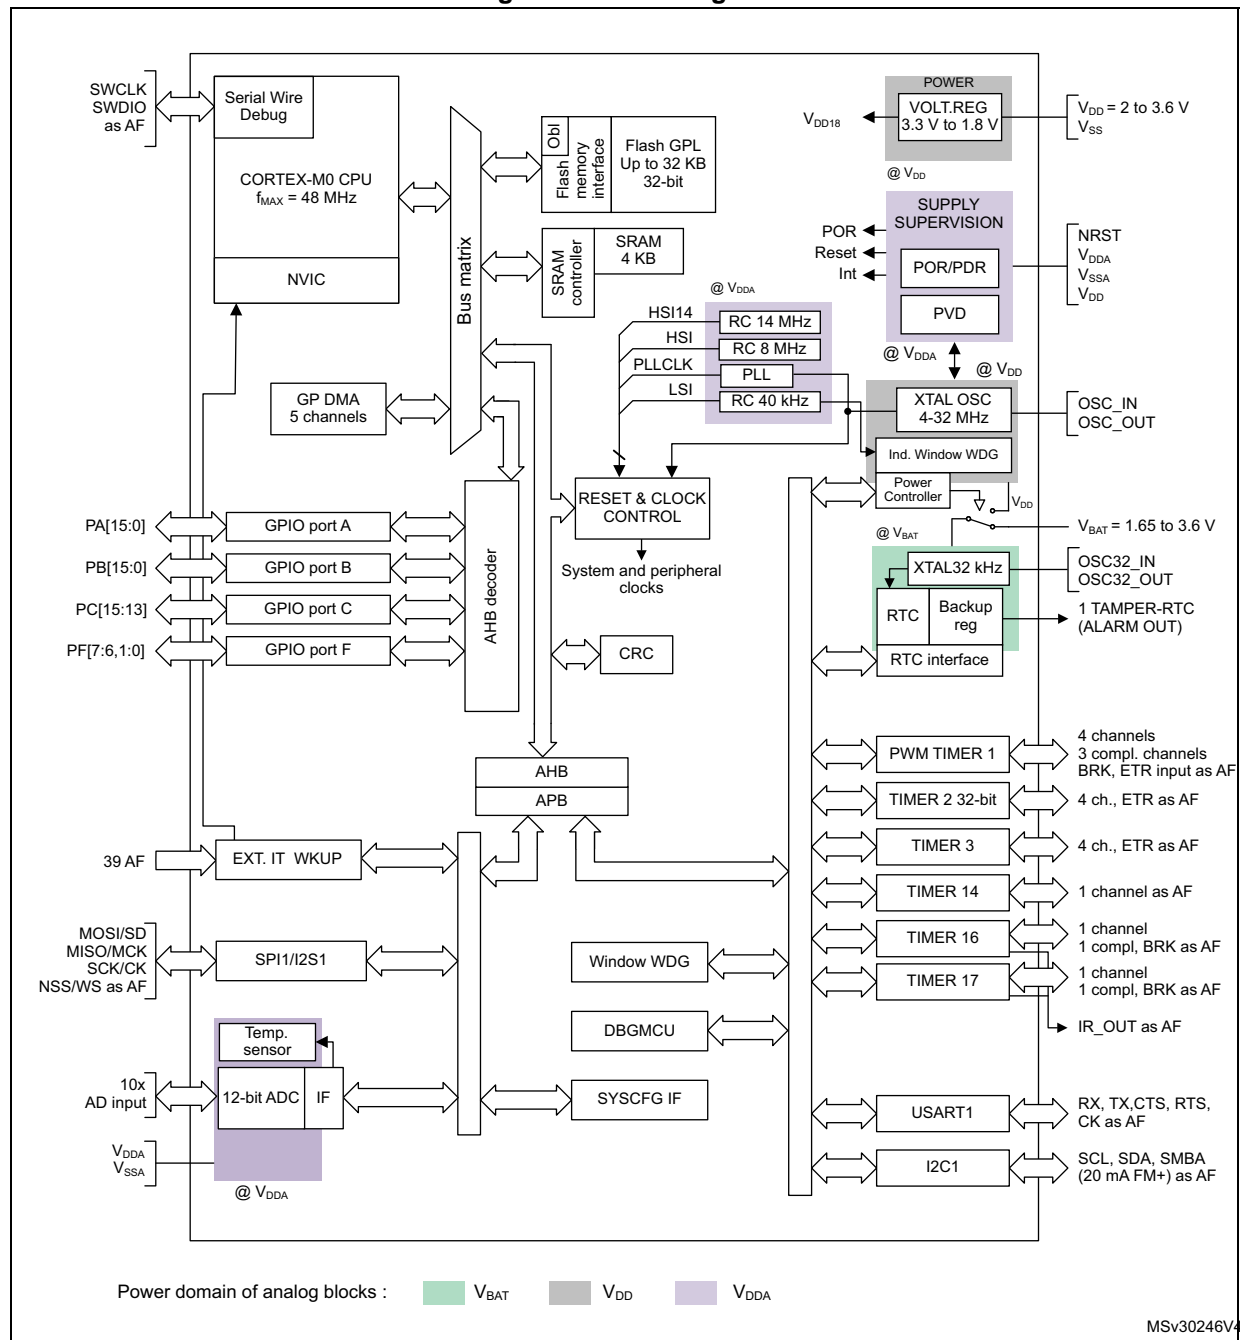 SWCLK
SWDIO
as AF
Serial Wire
Debug
CORTEX-M0 CPU
fMAX = 48 MHz
NVIC
Bus matrix
Obl
Flash
memory
interface
Flash GPL
Up to 32 KB
32-bit
SRAM
controller
SRAM
4 KB
POWER
VOLT.REG
3.3 V to 1.8 V
VDD18
VDD = 2 to 3.6 V
VSS
@ VDD
SUPPLY
SUPERVISION
POR
Reset
Int
POR/PDR
PVD
NRST
VDDA
VSSA
VDD
@ VDDA
@ VDD
@ VDDA
HSI14
HSI
PLLCLK
LSI
RC 14 MHz
RC 8 MHz
PLL
RC 40 kHz
XTAL OSC
4-32 MHz
OSC_IN
OSC_OUT
Ind. Window WDG
Power
Controller
VDD
VBAT = 1.65 to 3.6 V
@ VBAT
GP DMA
5 channels
RESET & CLOCK
CONTROL
System and peripheral
clocks
PA[15:0]
GPIO port A
PB[15:0]
GPIO port B
PC[15:13]
GPIO port C
PF[7:6,1:0]
GPIO port F
AHB decoder
CRC
XTAL32 kHz
OSC32_IN
OSC32_OUT
RTC
Backup
reg
1 TAMPER-RTC
(ALARM OUT)
RTC interface
AHB
APB
PWM TIMER 1
4 channels
3 compl. channels
BRK, ETR input as AF
TIMER 2 32-bit
4 ch., ETR as AF
TIMER 3
4 ch., ETR as AF
TIMER 14
1 channel as AF
TIMER 16
1 channel
1 compl, BRK as AF
TIMER 17
1 channel
1 compl, BRK as AF
IR_OUT as AF
39 AF
EXT. IT WKUP
MOSI/SD
MISO/MCK
SCK/CK
NSS/WS as AF
SPI1/I2S1
Window WDG
DBGMCU
SYSCFG IF
Temp.
sensor
10x
AD input
12-bit ADC
IF
VDDA
VSSA
@ VDDA
USART1
RX, TX,CTS, RTS,
CK as AF
I2C1
SCL, SDA, SMBA
(20 mA FM+) as AF
Power domain of analog blocks :
VBAT
VDD
VDDA
MSv30246V4